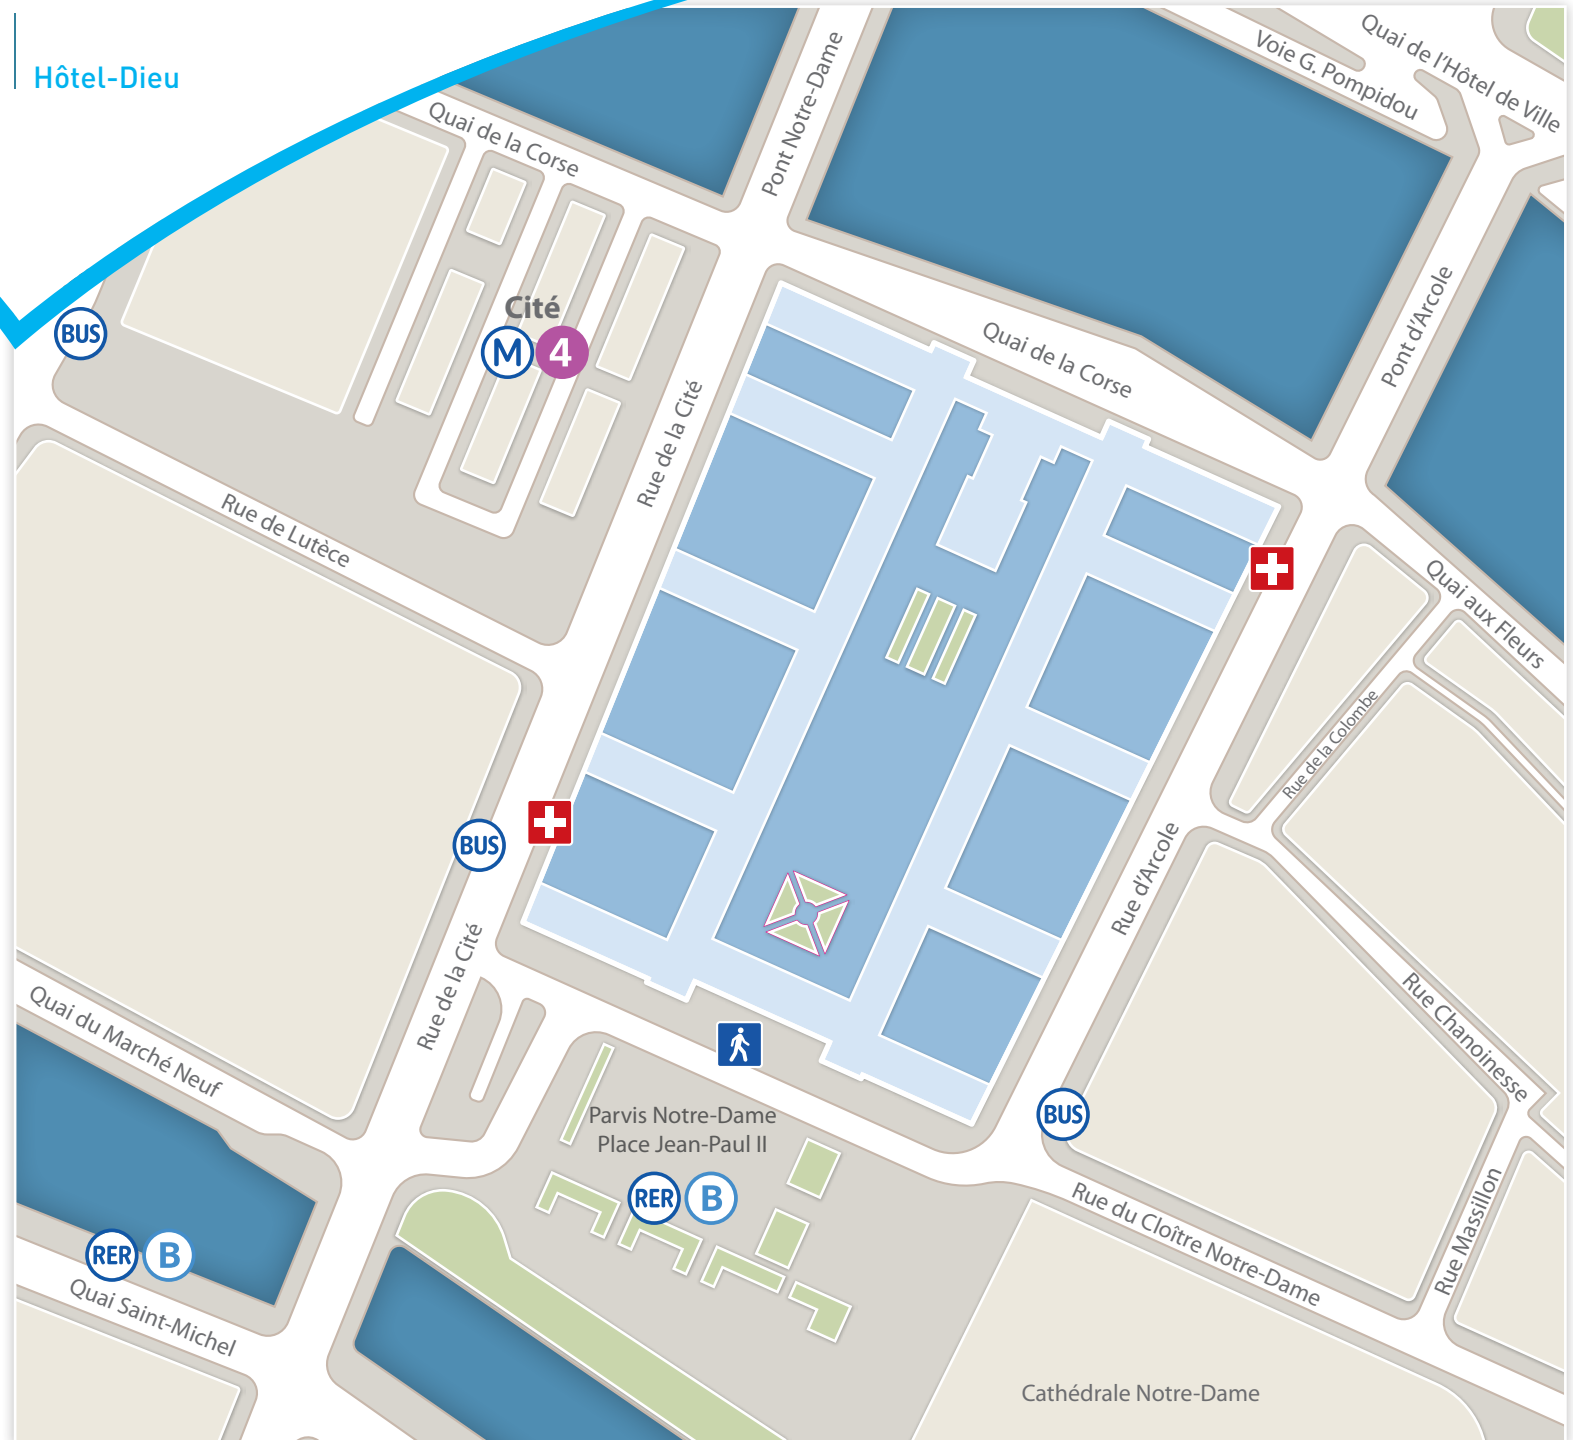 Hôtel-Dieu
Quai de la Corse
Pont Notre-Dame
Voie G. Pompidou
Quai de l'Hôtel de Ville
BUS
Cité
M 4
Rue de la Cité
Quai de la Corse
Pont d'Arcole
Rue de Lutèce
Quai aux Fleurs
Rue de la Colombe
BUS
Rue d'Arcole
Rue de la Cité
Quai du Marché Neuf
Rue Chanoinesse
Parvis Notre-Dame
Place Jean-Paul II
BUS
RER B
RER B
Rue du Cloître Notre-Dame
Rue Massillon
Quai Saint-Michel
Cathédrale Notre-Dame